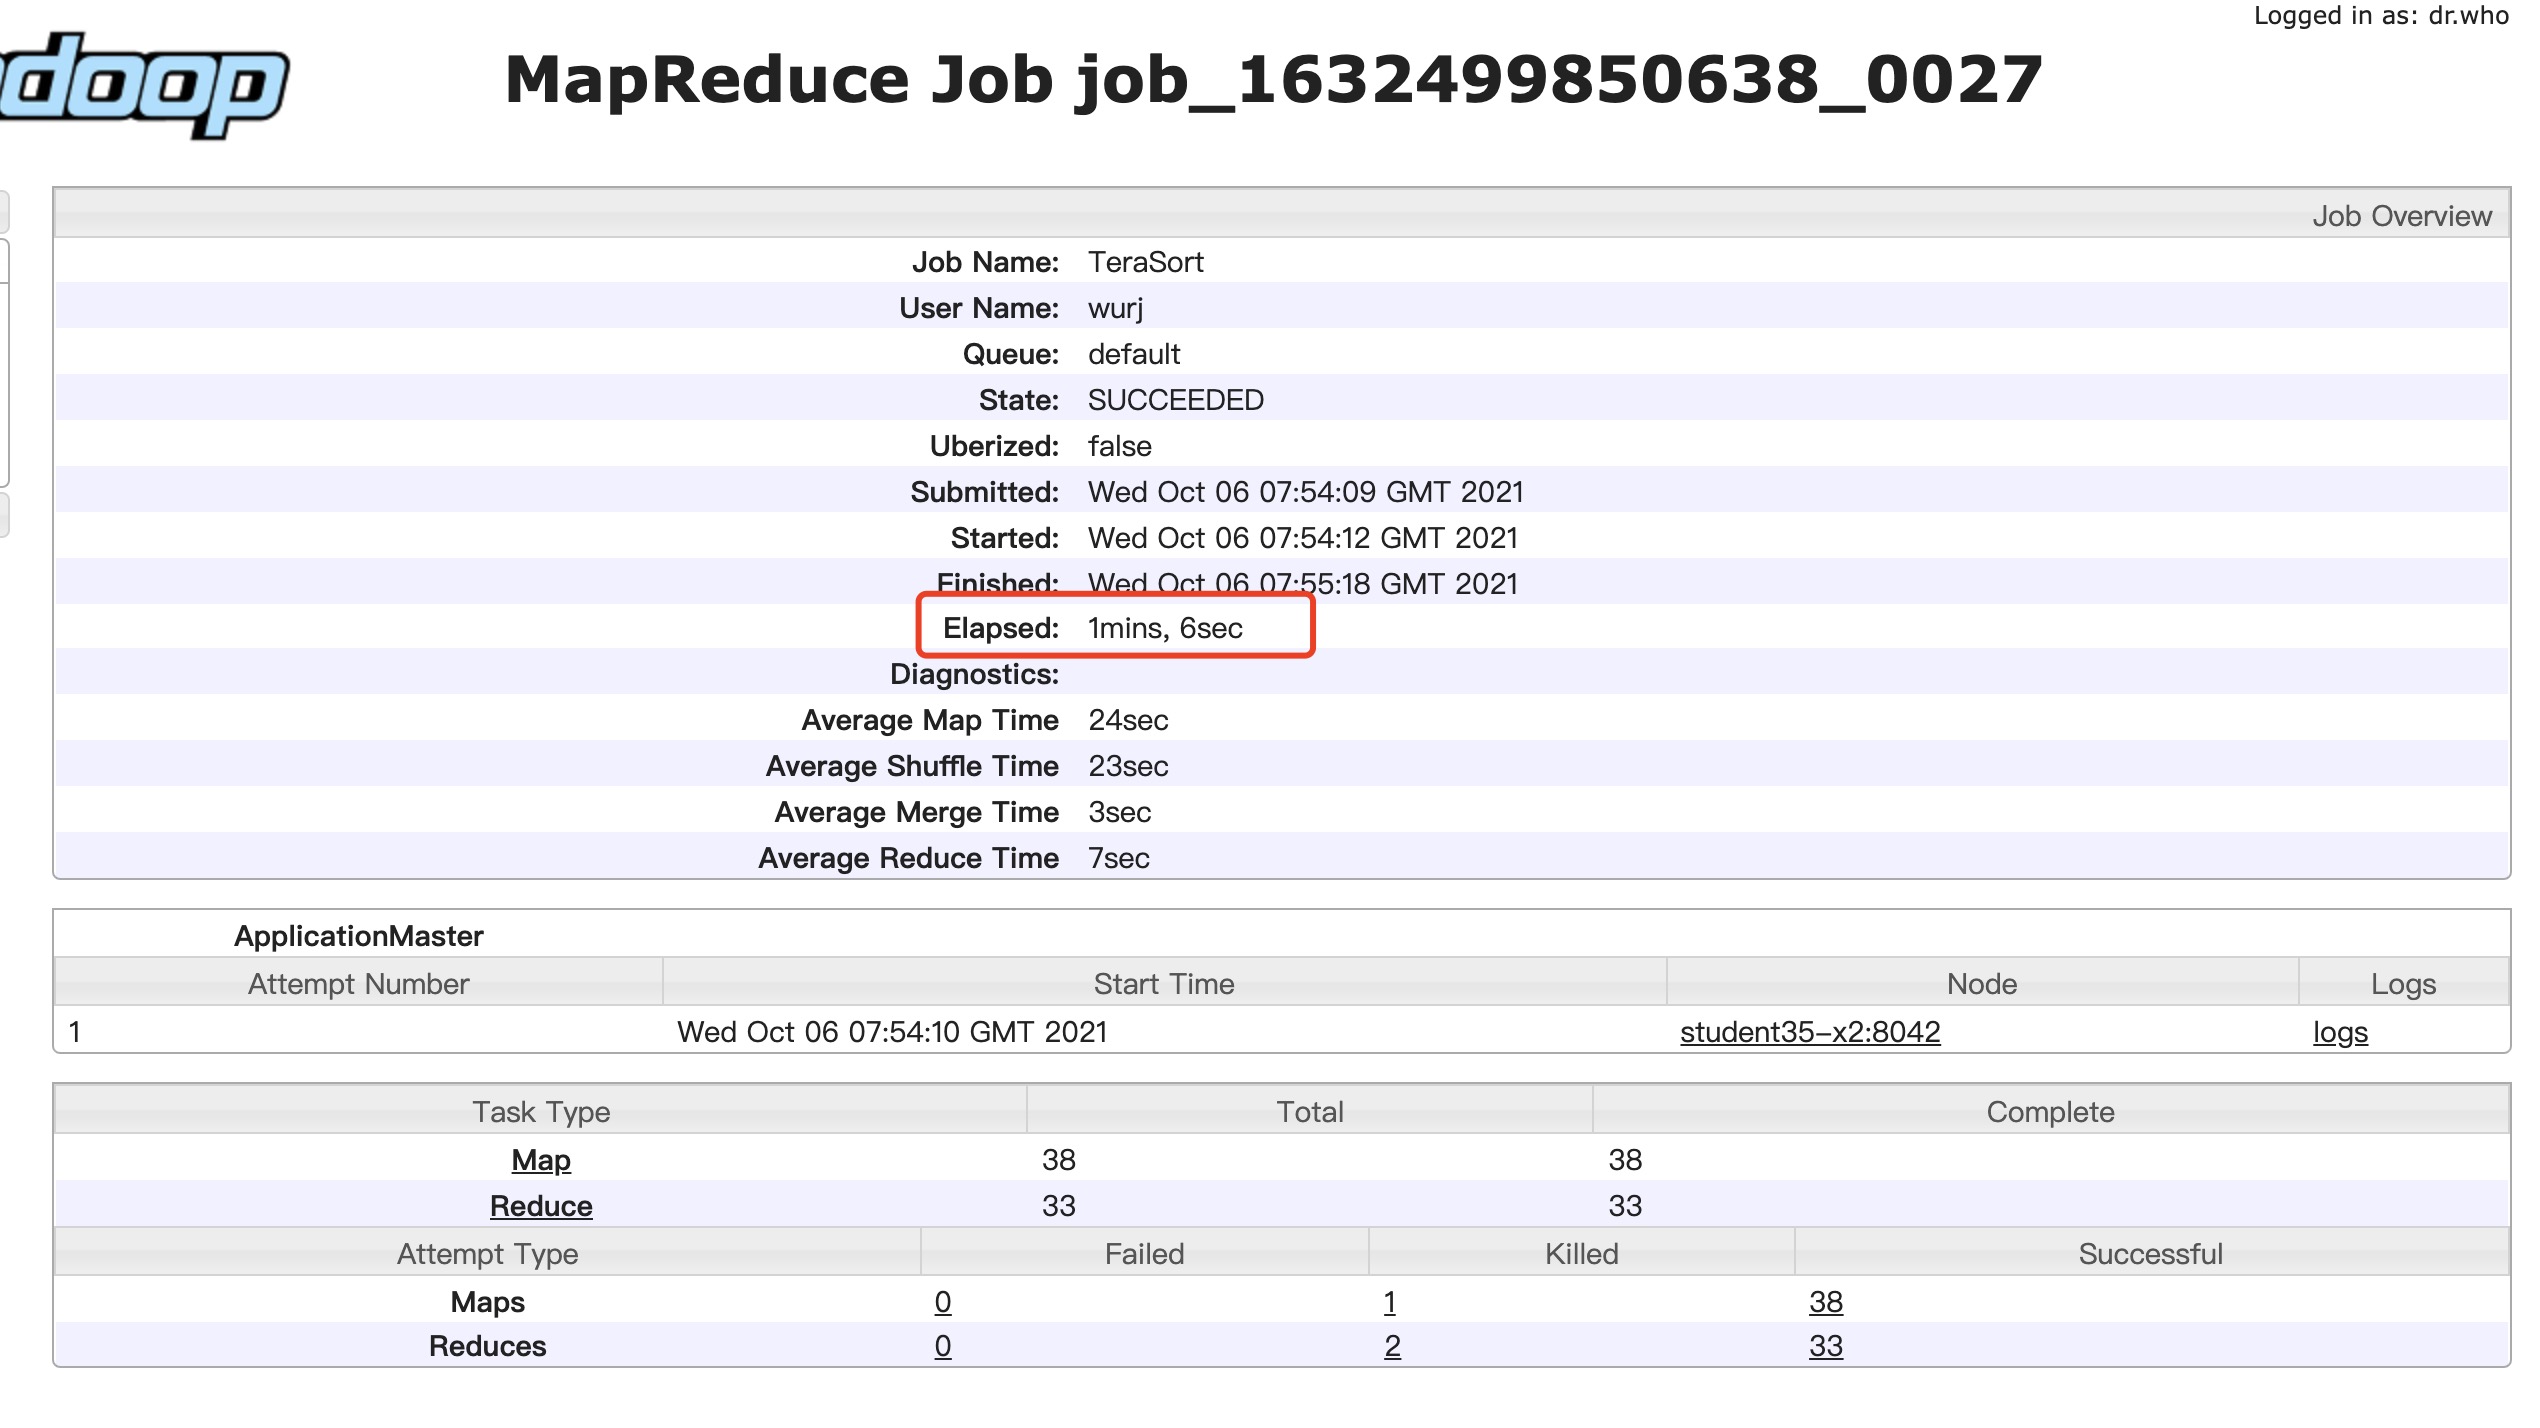 Logged in as: dr.who
doop
MapReduce Job job_1632499850638_0027
Job Overview
Job Name: TeraSort
User Name: wurj
Queue: default
State: SUCCEEDED
Uberized: false
Submitted: Wed Oct 06 07:54:09 GMT 2021
Started: Wed Oct 06 07:54:12 GMT 2021
Finished: Wed Oct 06 07:55:18 GMT 2021
Elapsed: 1mins, 6sec
Diagnostics:
Average Map Time 24sec
Average Shuffle Time 23sec
Average Merge Time 3sec
Average Reduce Time 7sec
ApplicationMaster
Attempt Number Start Time Node Logs
1 Wed Oct 06 07:54:10 GMT 2021 student35-x2:8042 logs
Task Type Total Complete
Map 38 38
Reduce 33 33
Attempt Type Failed Killed Successful
Maps 0 1 38
Reduces 0 2 33